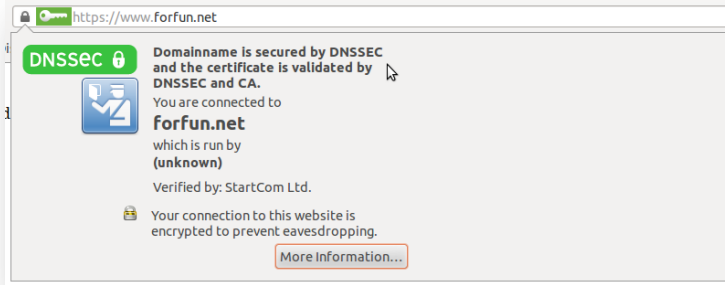 https://www.forfun.net
DNSSEC
Domainname is secured by DNSSEC
and the certificate is validated by
DNSSEC and CA.
You are connected to
forfun.net
which is run by
(unknown)
Verified by: StartCom Ltd.
Your connection to this website is
encrypted to prevent eavesdropping.
More Information...